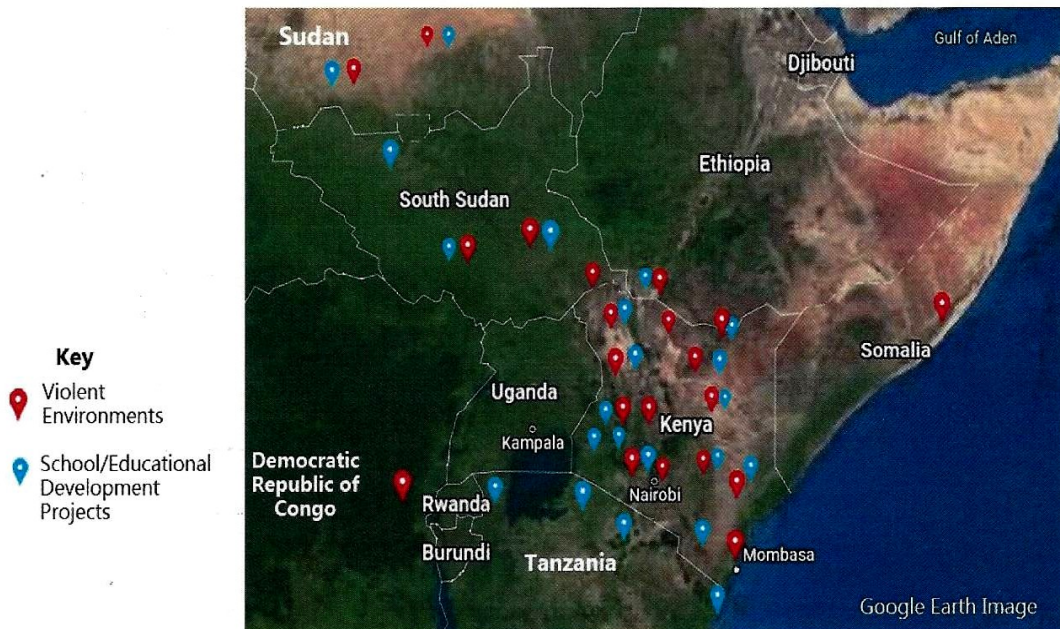 Sudan
Gulf of Aden
Djibouti
Ethiopia
South Sudan
Somalia
Key
Violent
Environments
School/Educational
Development
Projects
Uganda
Kampala
Kenya
Democratic
Republic of
Congo
Rwanda
Nairobi
Burundi
Tanzania
Mombasa
Google Earth Image